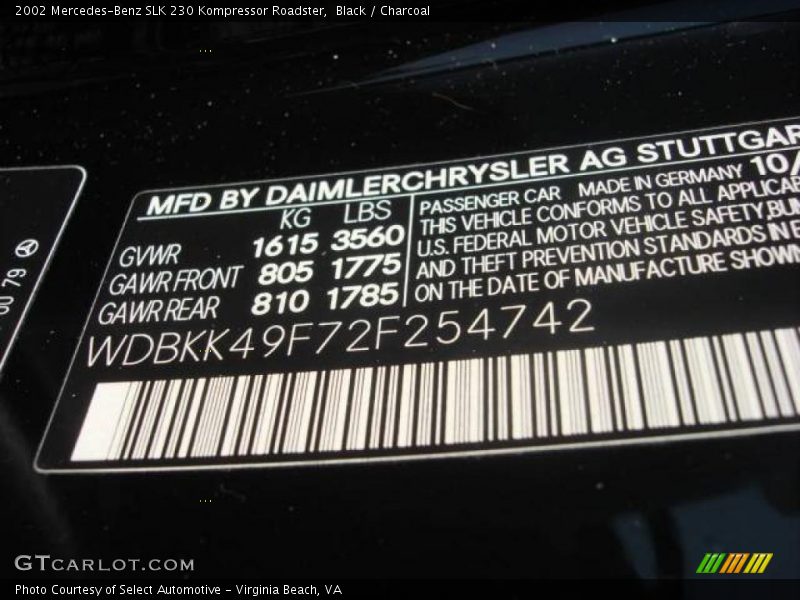 2002 Mercedes-Benz SLK 230 Kompressor Roadster, Black / Charcoal
MFD BY DAIMLERCHRYSLER AG STUTTGAR
KG LBS
GVWR 1615 3560
GAWR FRONT 805 1775
GAWR REAR 810 1785
PASSENGER CAR MADE IN GERMANY 10/
THIS VEHICLE CONFORMS TO ALL APPLICA
U.S. FEDERAL MOTOR VEHICLE SAFETY, BU
AND THEFT PREVENTION STANDARDS IN E
ON THE DATE OF MANUFACTURE SHOW
WDBKK49F72F254742
79
GTCARLOT.COM
Photo Courtesy of Select Automotive - Virginia Beach, VA